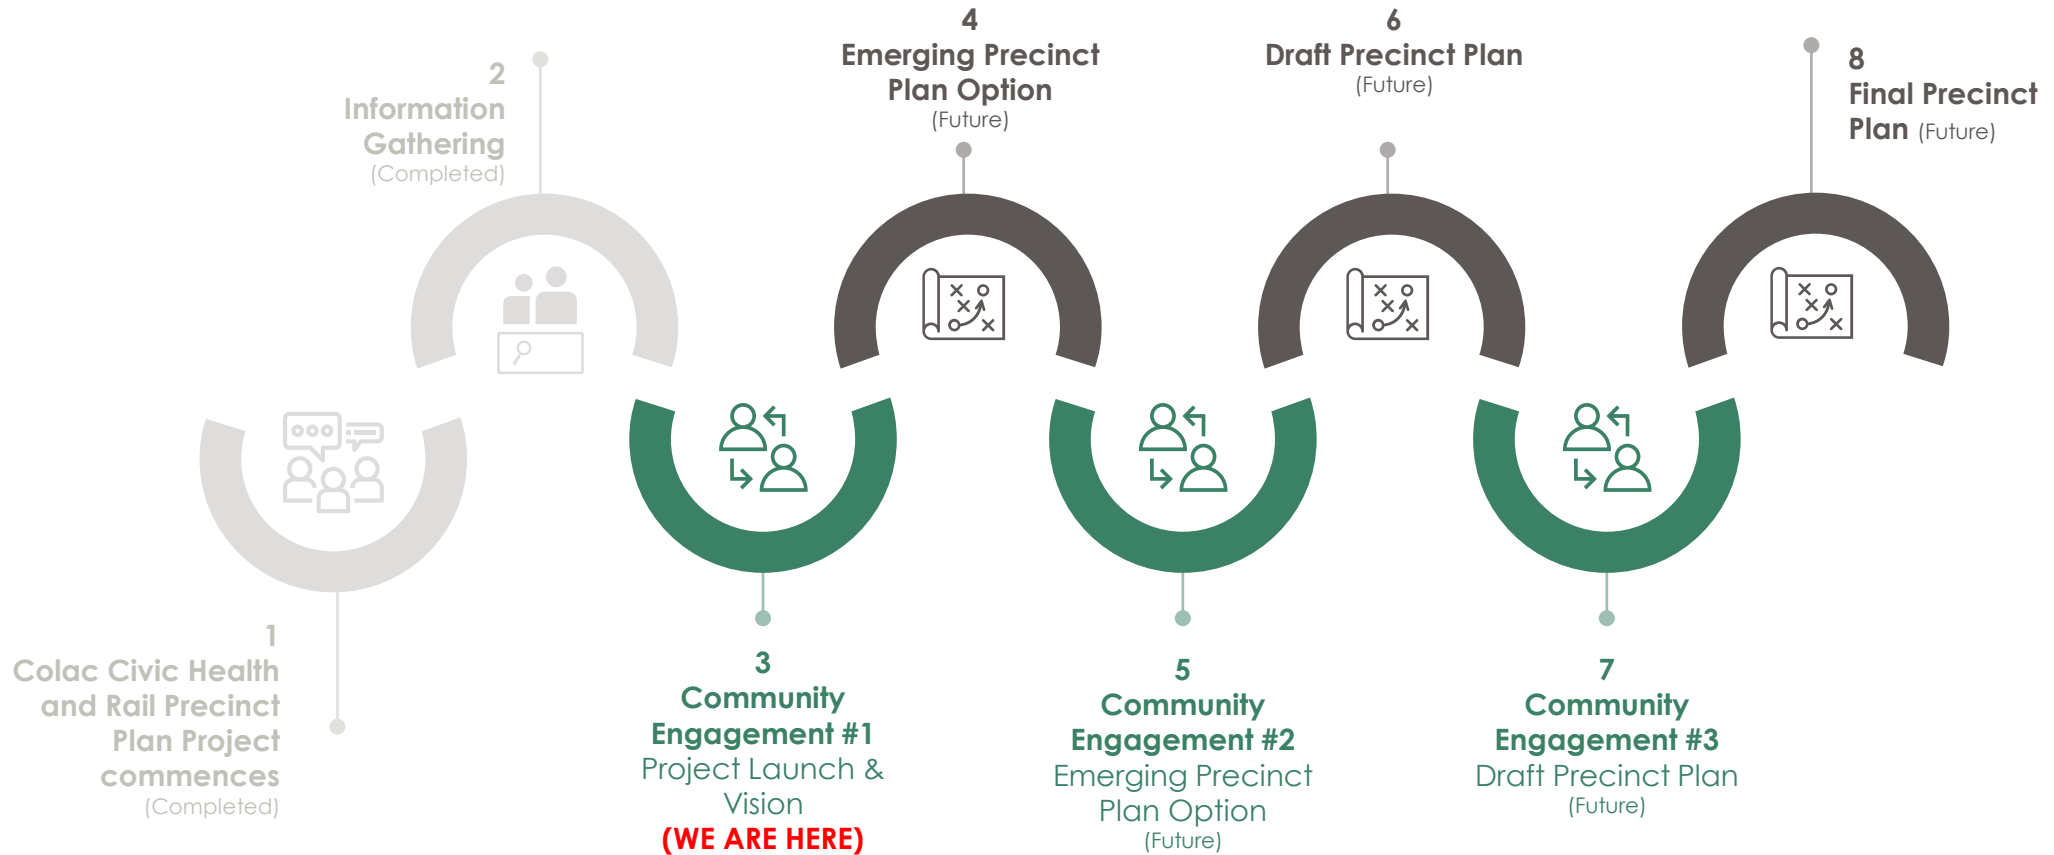 1
Colac Civic Health
and Rail Precinct
Plan Project
commences
(Completed)
2
Information
Gathering
(Completed)
3
Community
Engagement #1
Project Launch &
Vision
(WE ARE HERE)
4
Emerging Precinct
Plan Option
(Future)
5
Community
Engagement #2
Emerging Precinct
Plan Option
(Future)
6
Draft Precinct Plan
(Future)
7
Community
Engagement #3
Draft Precinct Plan
(Future)
8
Final Precinct
Plan (Future)